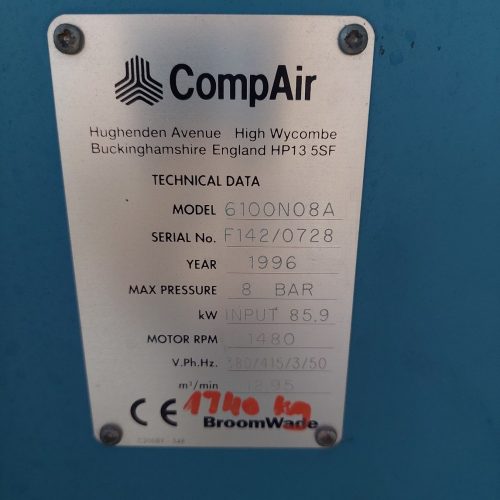 CompAir
Hughenden Avenue High Wycombe
Buckinghamshire England HP13 5SF
TECHNICAL DATA
MODEL 6100N08A
SERIAL No. F142/0728
YEAR 1996
MAX PRESSURE 8 BAR
kW INPUT 85.9
MOTOR RPM 1480
V.Ph.Hz. 380/415/3/50
m³/min 12.95
CE 1740 kg
BroomWade